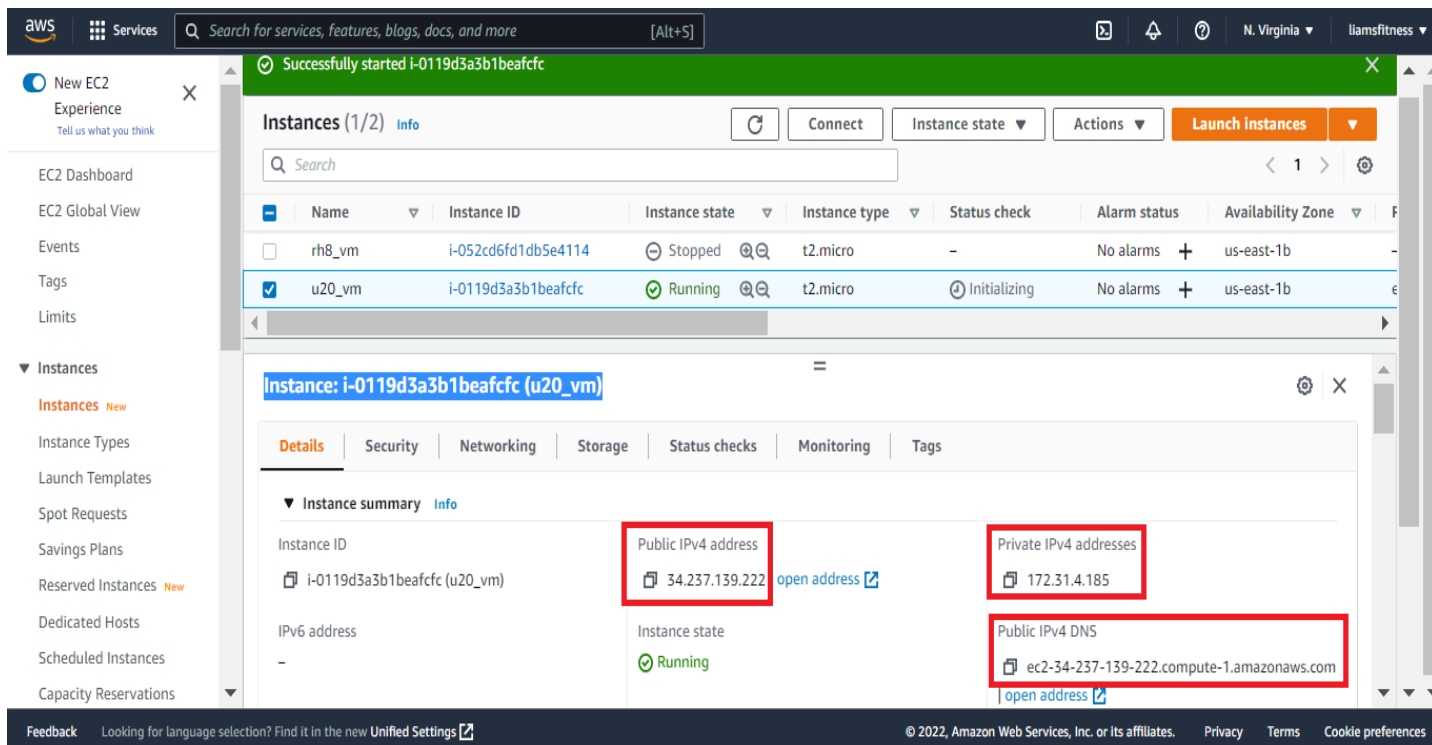 aws
Services
Search for services, features, blogs, docs, and more [Alt+S]
N. Virginia ▼
liamsfitness ▼
New EC2
Experience
Tell us what you think
EC2 Dashboard
EC2 Global View
Events
Tags
Limits
▼ Instances
Instances New
Instance Types
Launch Templates
Spot Requests
Savings Plans
Reserved Instances New
Dedicated Hosts
Scheduled Instances
Capacity Reservations
Successfully started i-0119d3a3b1beafcfc
Instances (1/2) Info
Connect
Instance state ▼
Actions ▼
Launch instances ▼
Search
1
Name Instance ID Instance state Instance type Status check Alarm status Availability Zone
rh8_vm i-052cd6fd1db5e4114 Stopped t2.micro – No alarms + us-east-1b –
u20_vm i-0119d3a3b1beafcfc Running t2.micro Initializing No alarms + us-east-1b
Instance: i-0119d3a3b1beafcfc (u20_vm)
Details Security Networking Storage Status checks Monitoring Tags
▼ Instance summary Info
Instance ID
i-0119d3a3b1beafcfc (u20_vm)
Public IPv4 address
34.237.139.222 open address
Private IPv4 addresses
172.31.4.185
IPv6 address
–
Instance state
Running
Public IPv4 DNS
ec2-34-237-139-222.compute-1.amazonaws.com
| open address
Feedback Looking for language selection? Find it in the new Unified Settings
© 2022, Amazon Web Services, Inc. or its affiliates. Privacy Terms Cookie preferences